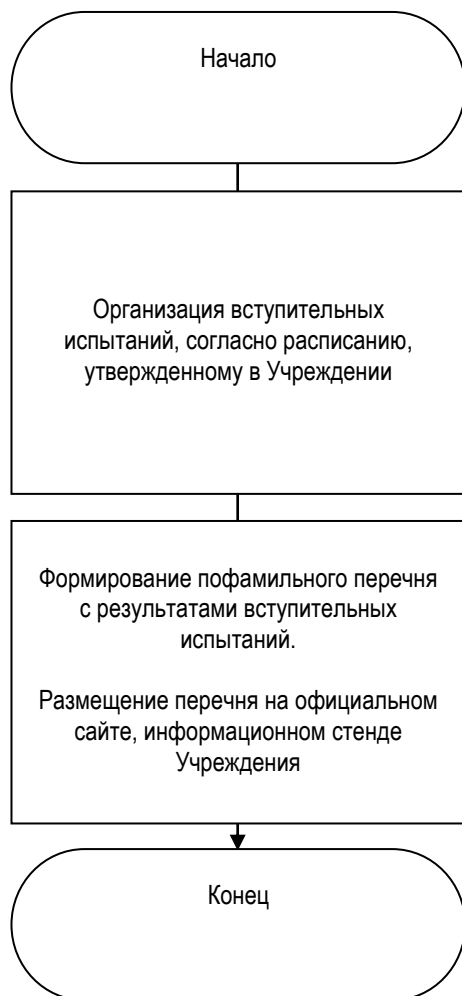 Начало
Организация вступительных
испытаний, согласно расписанию,
утвержденному в Учреждении
Формирование пофамильного перечня
с результатами вступительных
испытаний.
Размещение перечня на официальном
сайте, информационном стенде
Учреждения
Конец